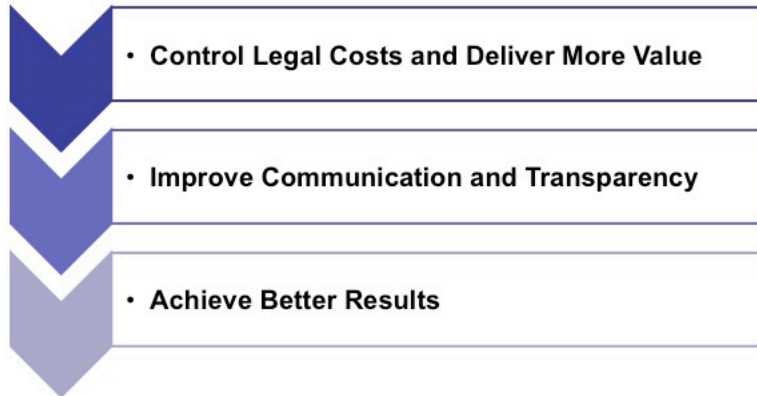 • Control Legal Costs and Deliver More Value
• Improve Communication and Transparency
• Achieve Better Results